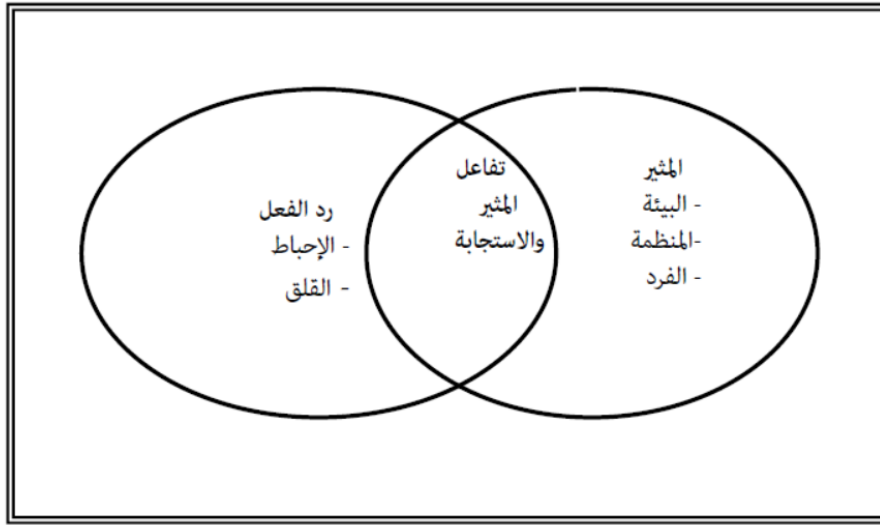 المثير
- البيئة
-المنظمة
- الفرد
تفاعل
المثير
والاستجابة
رد الفعل
- الإحباط
- القلق